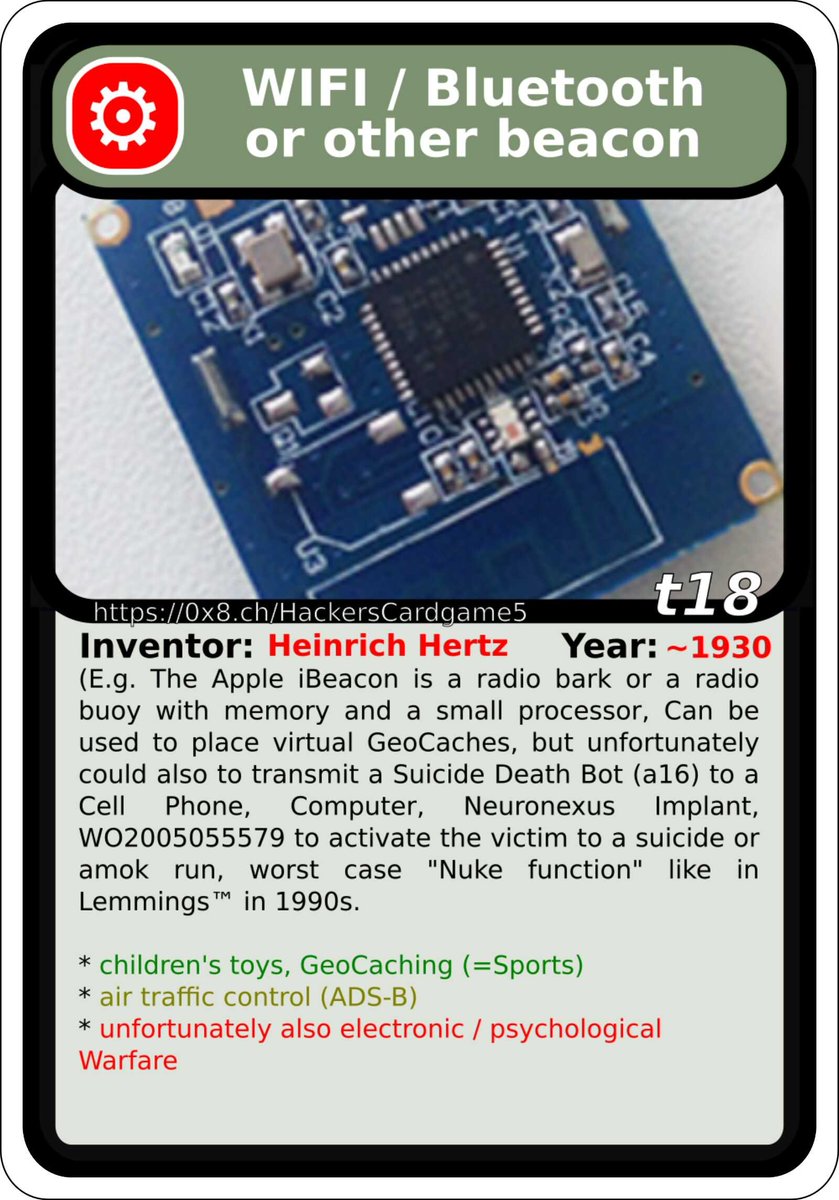 WIFI / Bluetooth
or other beacon
U1
C2
C4
U3
t18
https://0x8.ch/HackersCardgame5
Inventor: Heinrich Hertz Year: ~1930
(E.g. The Apple iBeacon is a radio bark or a radio
buoy with memory and a small processor, Can be
used to place virtual GeoCaches, but unfortunately
could also to transmit a Suicide Death Bot (a16) to a
Cell Phone, Computer, Neuronexus Implant,
WO2005055579 to activate the victim to a suicide or
amok run, worst case "Nuke function" like in
Lemmings™ in 1990s.
* children's toys, GeoCaching (=Sports)
* air traffic control (ADS-B)
* unfortunately also electronic / psychological
Warfare